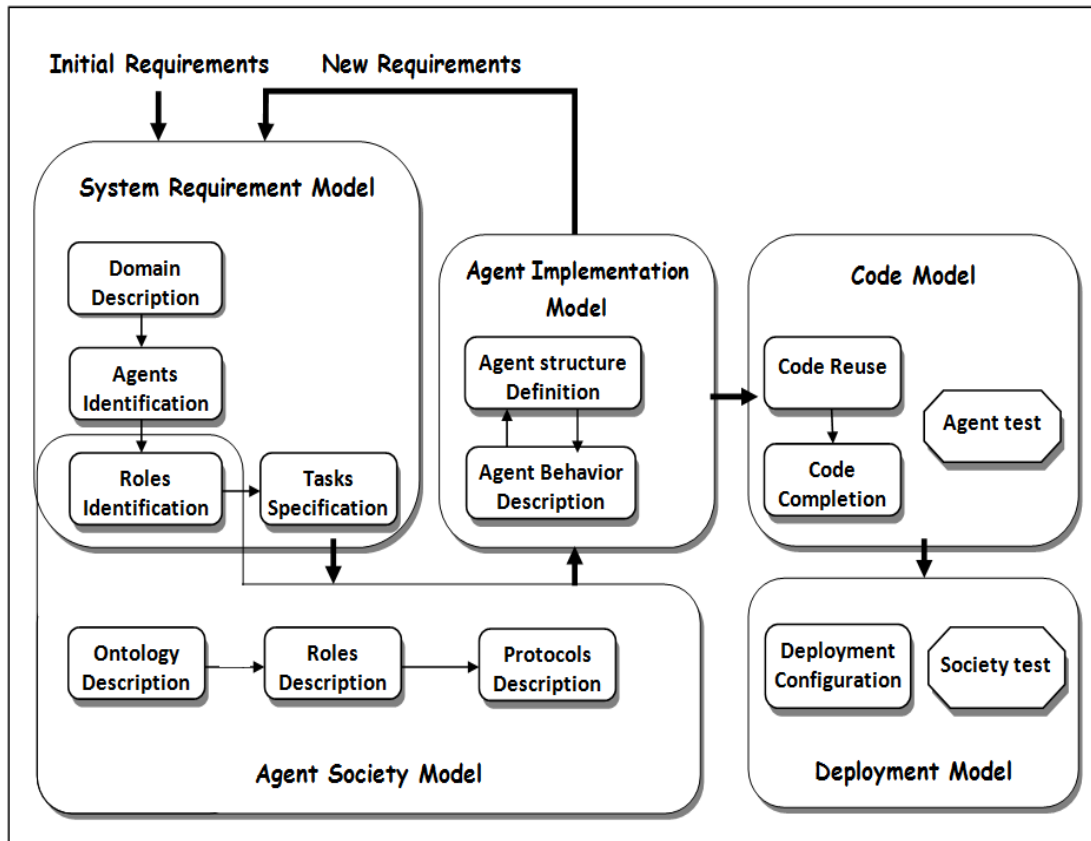 Initial Requirements
New Requirements
System Requirement Model
Domain
Description
Agents
Identification
Roles
Identification
Tasks
Specification
Agent Implementation
Model
Agent structure
Definition
Agent Behavior
Description
Code Model
Code Reuse
Code
Completion
Agent test
Ontology
Description
Roles
Description
Protocols
Description
Agent Society Model
Deployment
Configuration
Society test
Deployment Model